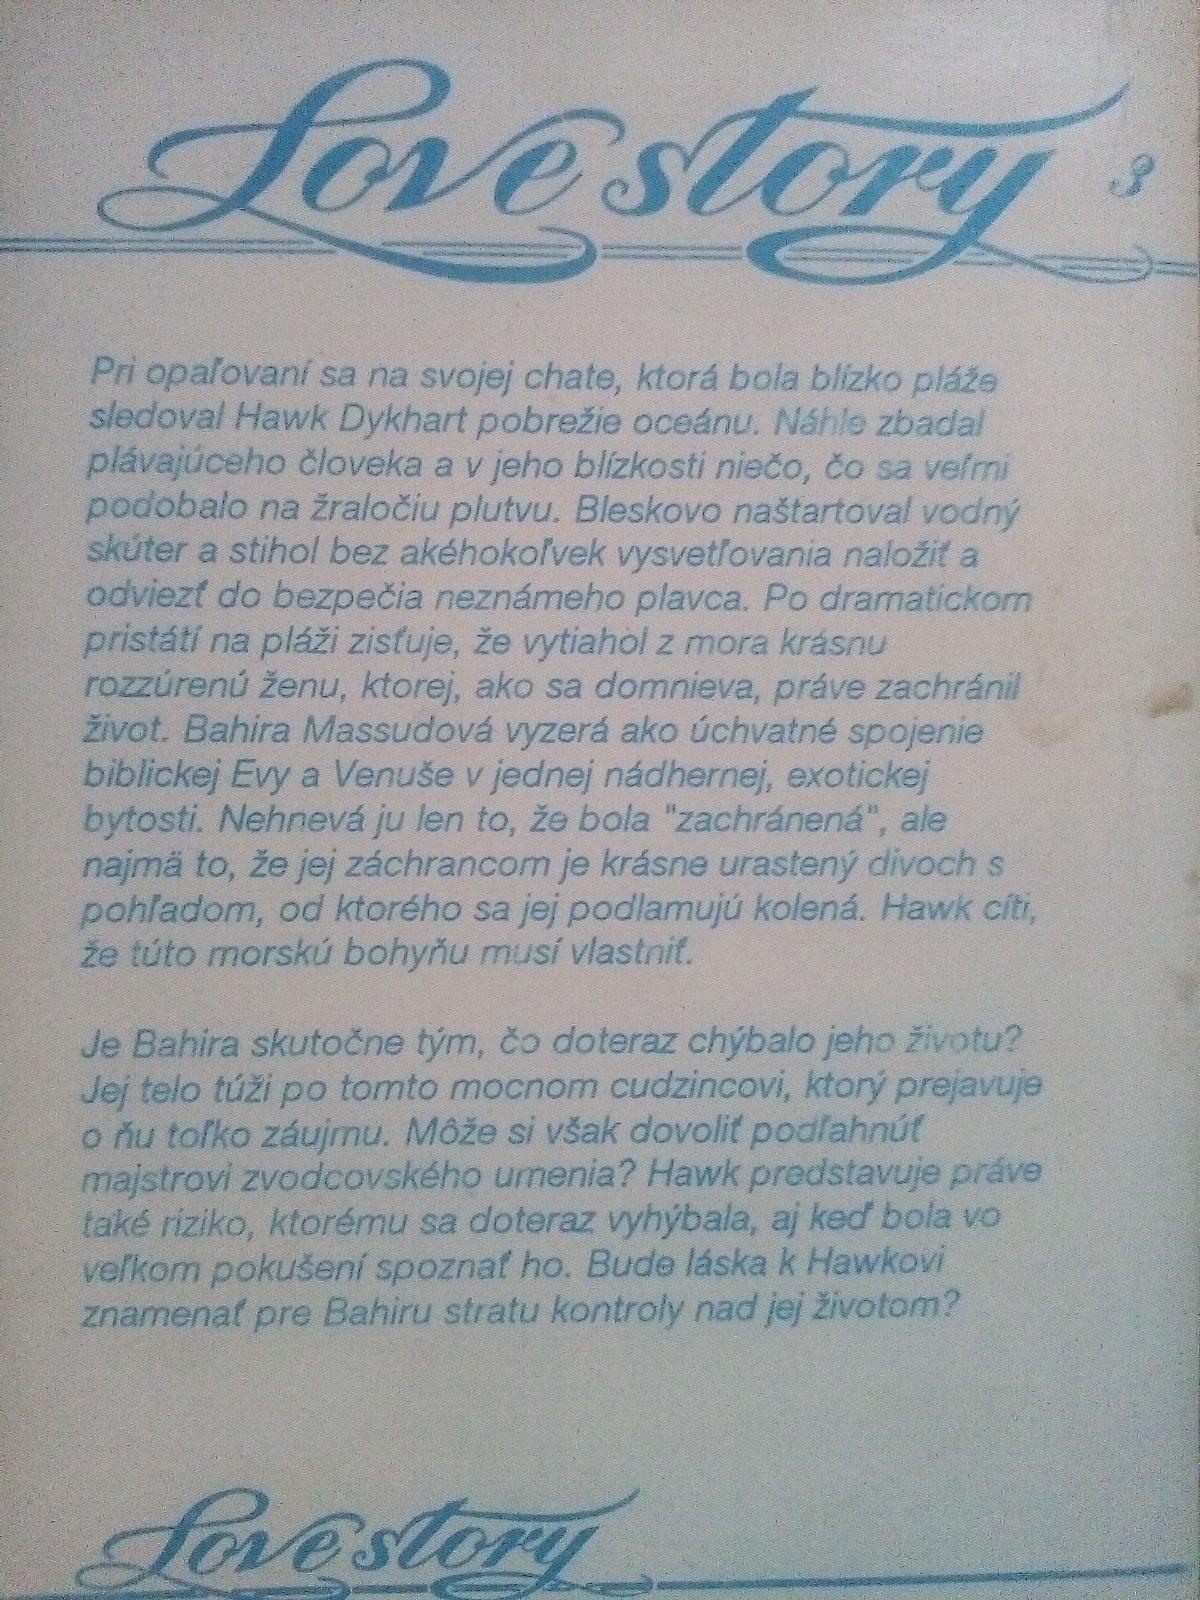 Love story 3
Pri opaľovaní sa na svojej chate, ktorá bola blízko pláže
sledoval Hawk Dykhart pobrežie oceánu. Náhle zbadal
plávajúceho človeka a v jeho blízkosti niečo, čo sa veľmi
podobalo na žraločiu plutvu. Bleskovo naštartoval vodný
skúter a stihol bez akéhokoľvek vysvetľovania naložiť a
odviezť do bezpečia neznámeho plavca. Po dramatickom
pristátí na pláži zisťuje, že vytiahol z mora krásnu
rozzúrenú ženu, ktorej, ako sa domnieva, práve zachránil
život. Bahira Massudová vyzerá ako úchvatné spojenie
biblickej Evy a Venuše v jednej nádhernej, exotickej
bytosti. Nehnevá ju len to, že bola "zachránená", ale
najmä to, že jej záchrancom je krásne urastený divoch s
pohľadom, od ktorého sa jej podlamujú kolená. Hawk cíti,
že túto morskú bohyňu musí vlastniť.
Je Bahira skutočne tým, čo doteraz chýbalo jeho životu?
Jej telo túži po tomto mocnom cudzincovi, ktorý prejavuje
o ňu toľko záujmu. Môže si však dovoliť podľahnúť
majstrovi zvodcovského umenia? Hawk predstavuje práve
také riziko, ktorému sa doteraz vyhýbala, aj keď bola vo
veľkom pokušení spoznať ho. Bude láska k Hawkovi
znamenať pre Bahiru stratu kontroly nad jej životom?
Love story